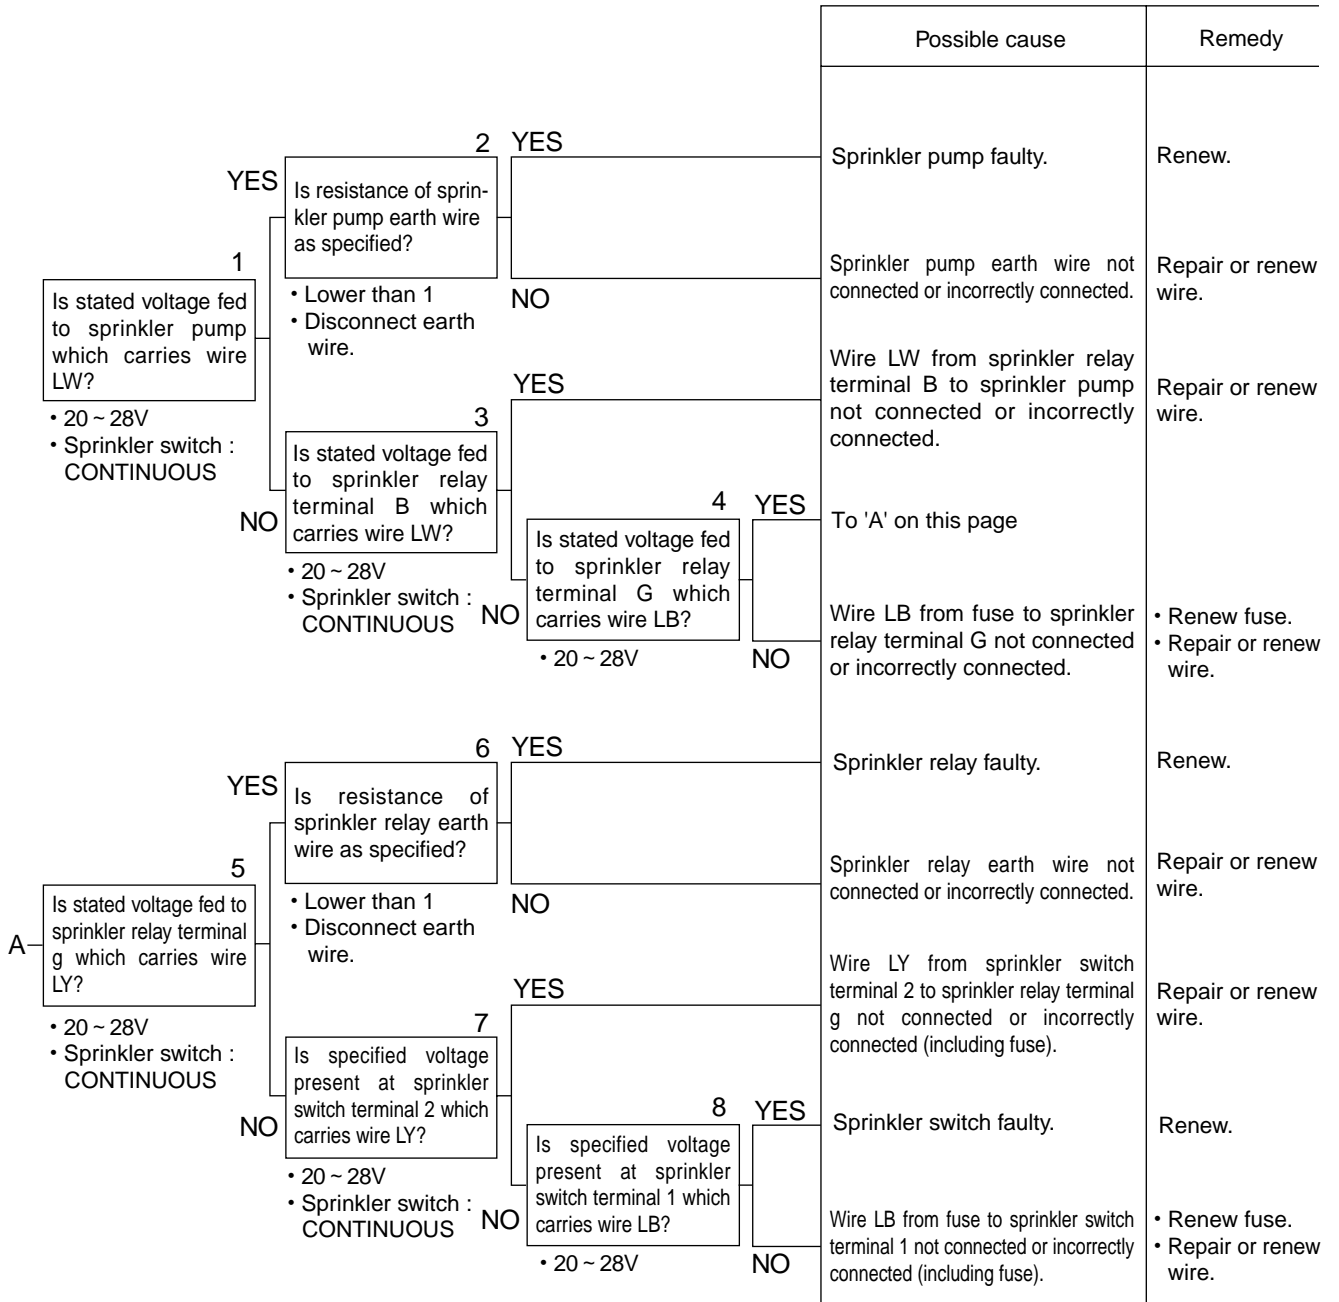 Possible cause
Remedy
2 YES
Sprinkler pump faulty.
Renew.
YES
Is resistance of sprin-
kler pump earth wire
as specified?
1
Is stated voltage fed
to sprinkler pump
which carries wire
LW?
• Lower than 1
• Disconnect earth
wire.
NO
Sprinkler pump earth wire not
connected or incorrectly connected.
Repair or renew
wire.
• 20 ~ 28V
• Sprinkler switch :
CONTINUOUS
YES
Wire LW from sprinkler relay
terminal B to sprinkler pump
not connected or incorrectly
connected.
Repair or renew
wire.
3
NO
Is stated voltage fed
to sprinkler relay
terminal B which
carries wire LW?
• 20 ~ 28V
• Sprinkler switch :
CONTINUOUS
4 YES
To 'A' on this page
NO
Is stated voltage fed
to sprinkler relay
terminal G which
carries wire LB?
• 20 ~ 28V
NO
Wire LB from fuse to sprinkler
relay terminal G not connected
or incorrectly connected.
• Renew fuse.
• Repair or renew
wire.
6 YES
Sprinkler relay faulty.
Renew.
YES
Is resistance of
sprinkler relay earth
wire as specified?
5
A
Is stated voltage fed to
sprinkler relay terminal
g which carries wire
LY?
• Lower than 1
• Disconnect earth
wire.
NO
Sprinkler relay earth wire not
connected or incorrectly connected.
Repair or renew
wire.
• 20 ~ 28V
• Sprinkler switch :
CONTINUOUS
YES
Wire LY from sprinkler switch
terminal 2 to sprinkler relay terminal
g not connected or incorrectly
connected (including fuse).
Repair or renew
wire.
7
NO
Is specified voltage
present at sprinkler
switch terminal 2 which
carries wire LY?
• 20 ~ 28V
• Sprinkler switch :
CONTINUOUS
8 YES
Sprinkler switch faulty.
Renew.
NO
Is specified voltage
present at sprinkler
switch terminal 1 which
carries wire LB?
• 20 ~ 28V
NO
Wire LB from fuse to sprinkler switch
terminal 1 not connected or incorrectly
connected (including fuse).
• Renew fuse.
• Repair or renew
wire.